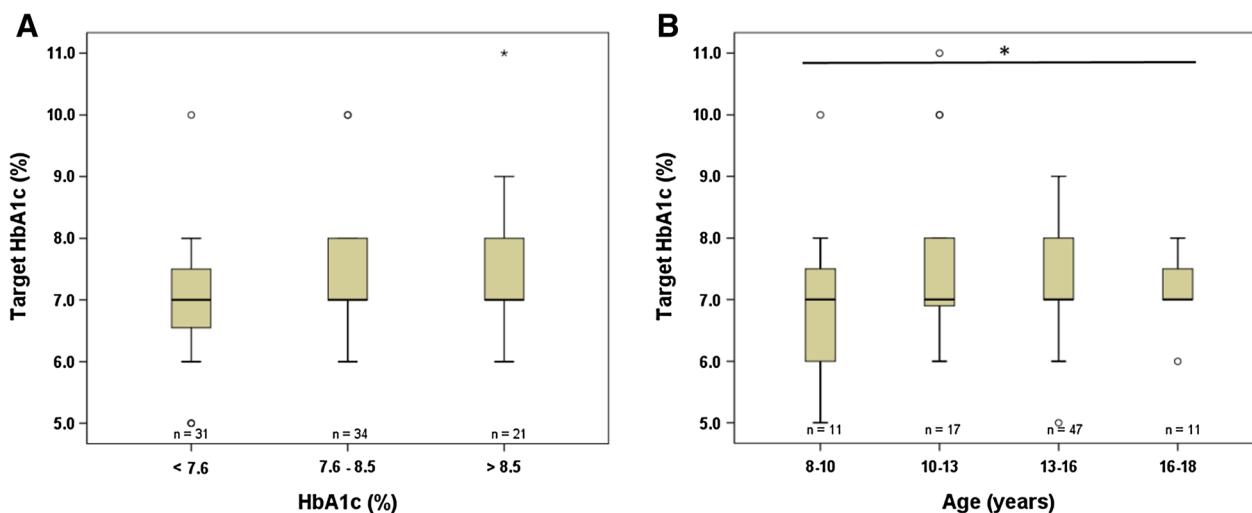 A
Target HbA1c (%)
11.0
10.0
9.0
8.0
7.0
6.0
5.0
*
n = 31
n = 34
n = 21
< 7.6
7.6 - 8.5
> 8.5
HbA1c (%)
B
Target HbA1c (%)
11.0
10.0
9.0
8.0
7.0
6.0
5.0
*
n = 11
n = 17
n = 47
n = 11
8-10
10-13
13-16
16-18
Age (years)